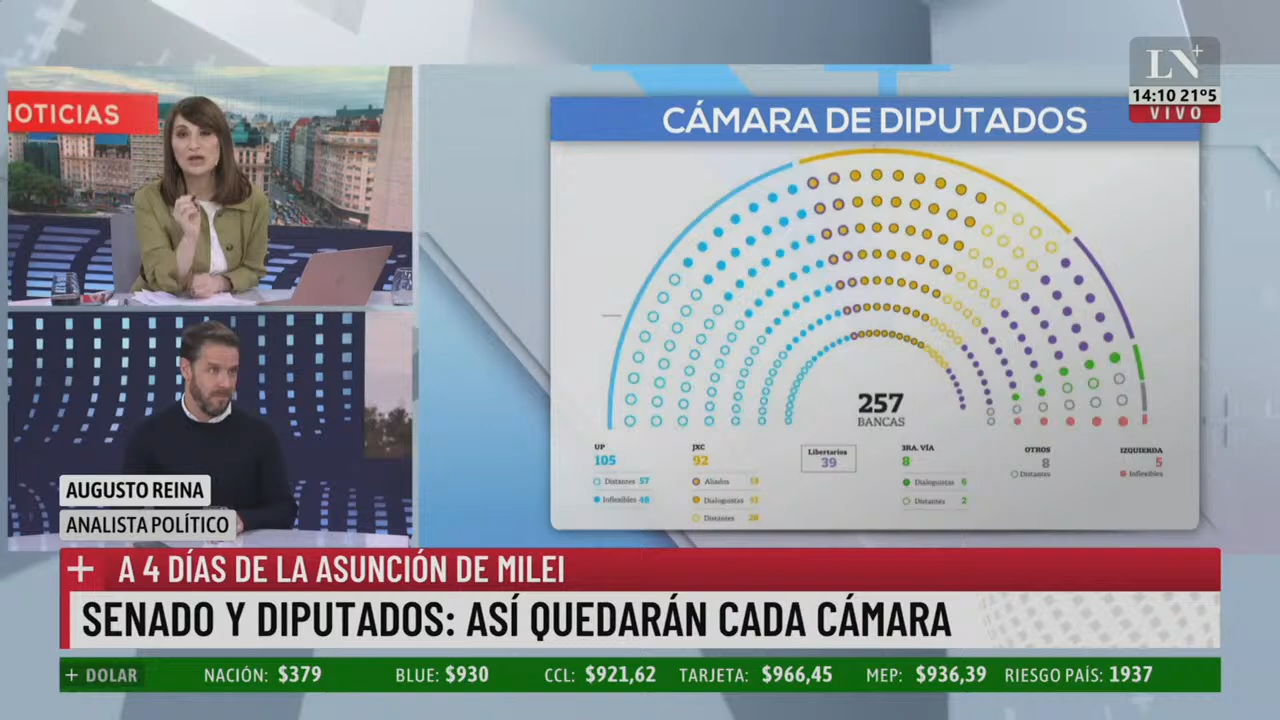 NOTICIAS
LN+
14:10 21°5
VIVO
CÁMARA DE DIPUTADOS
257
BANCAS
UP
105
Distantes 57
Inflexibles 48
JXC
92
Aliados
Dialoguistas
Distantes
Libertarios
39
3RA. VÍA
8
Dialoguistas 6
Distantes 2
OTROS
8
Distantes
IZQUIERDA
5
Inflexibles
AUGUSTO REINA
ANALISTA POLÍTICO
+ A 4 DÍAS DE LA ASUNCIÓN DE MILEI
SENADO Y DIPUTADOS: ASÍ QUEDARÁN CADA CÁMARA
+ DOLAR NACIÓN: $379 BLUE: $930 CCL: $921,62 TARJETA: $966,45 MEP: $936,39 RIESGO PAÍS: 1937